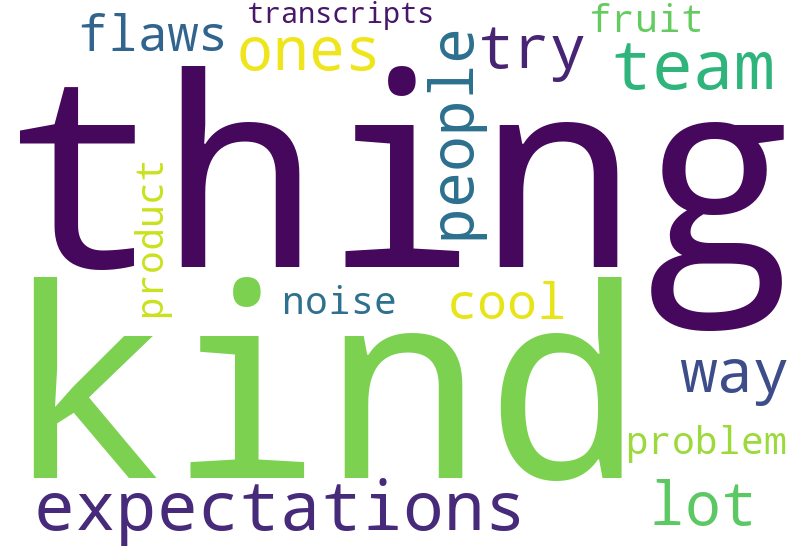 transcripts
fruit
flaws
ones
people
try
team
thing
product
kind
noise
cool
way
problem
expectations
lot